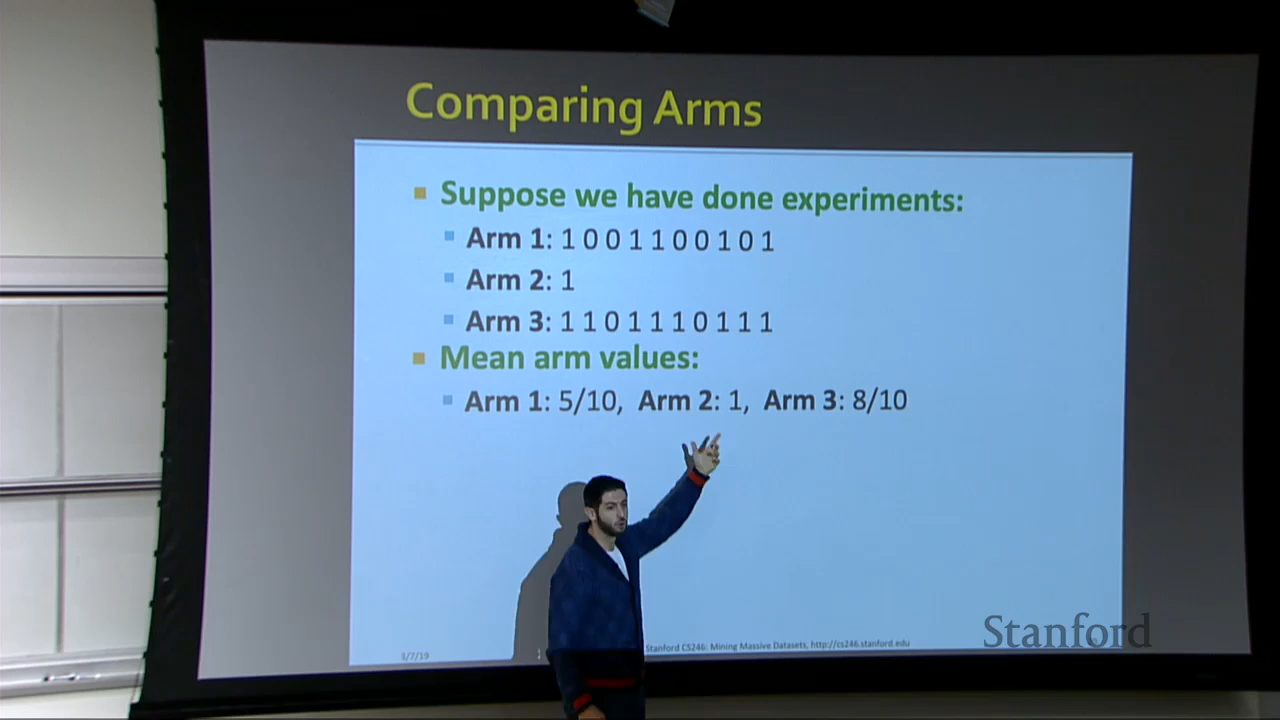 Comparing Arms
Suppose we have done experiments:
Arm 1: 1 0 0 1 1 0 0 1 0 1
Arm 2: 1
Arm 3: 1 1 0 1 1 1 0 1 1 1
Mean arm values:
Arm 1: 5/10, Arm 2: 1, Arm 3: 8/10
Stanford
3/7/19
Stanford CS246: Mining Massive Datasets, http://cs246.stanford.edu